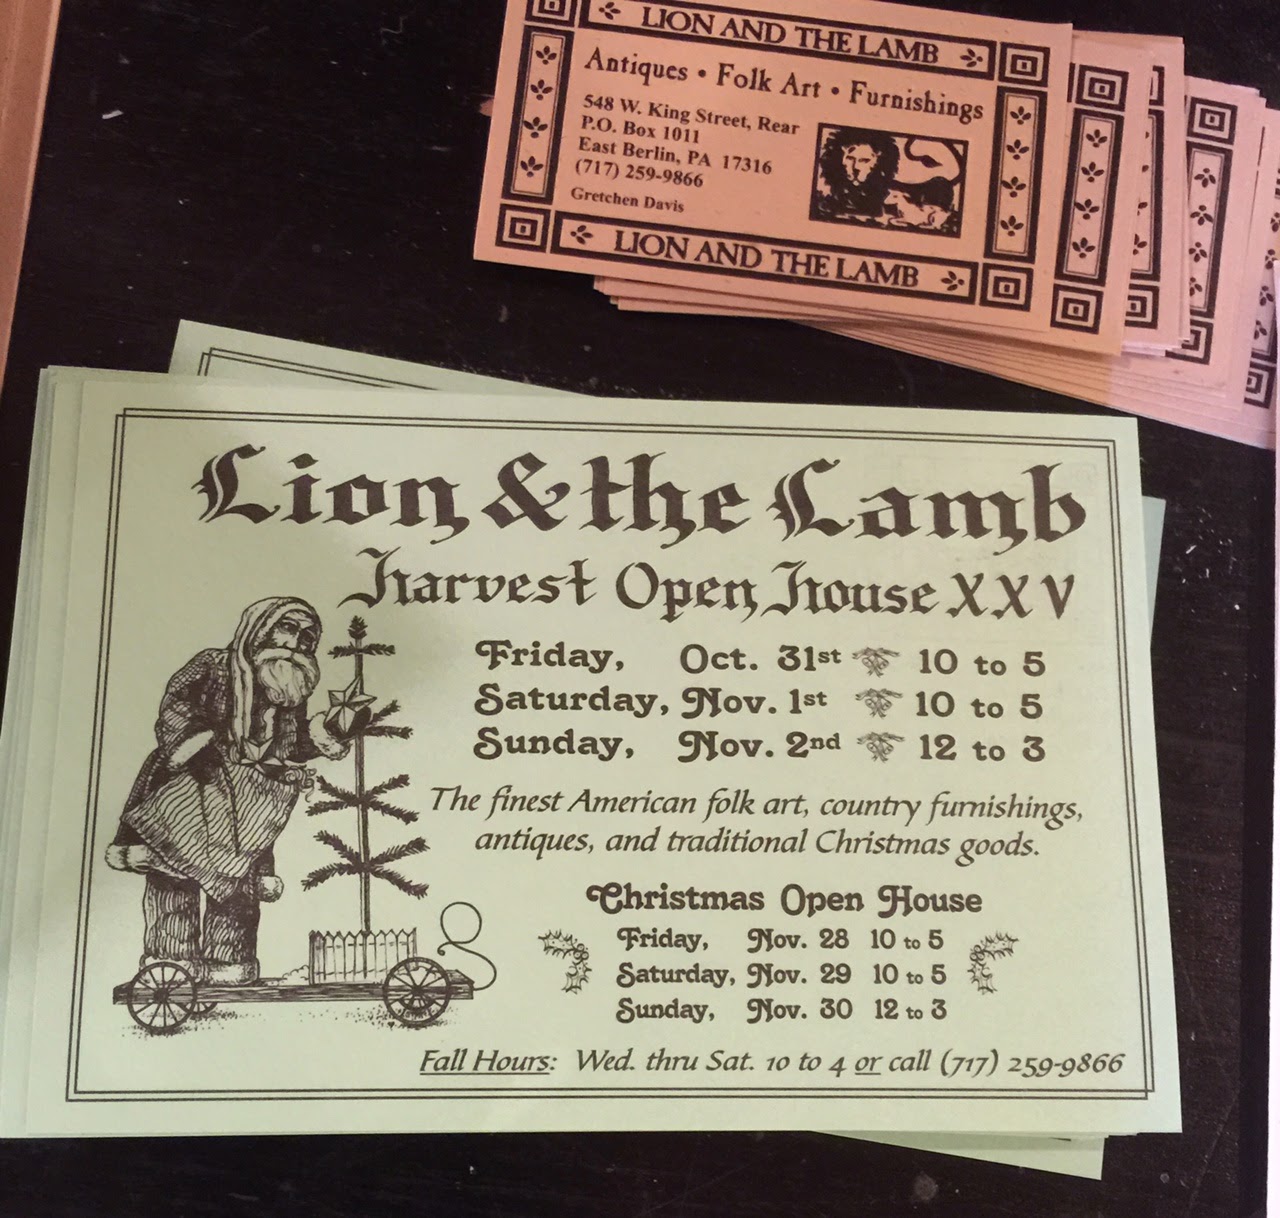 LION AND THE LAMB
Antiques • Folk Art • Furnishings
548 W. King Street, Rear
P.O. Box 1011
East Berlin, PA 17316
(717) 259-9866
Gretchen Davis
LION AND THE LAMB
Lion & the Lamb
Harvest Open House XXV
Friday, Oct. 31st 10 to 5
Saturday, Nov. 1st 10 to 5
Sunday, Nov. 2nd 12 to 3
The finest American folk art, country furnishings,
antiques, and traditional Christmas goods.
Christmas Open House
Friday, Nov. 28 10 to 5
Saturday, Nov. 29 10 to 5
Sunday, Nov. 30 12 to 3
Fall Hours: Wed. thru Sat. 10 to 4 or call (717) 259-9866